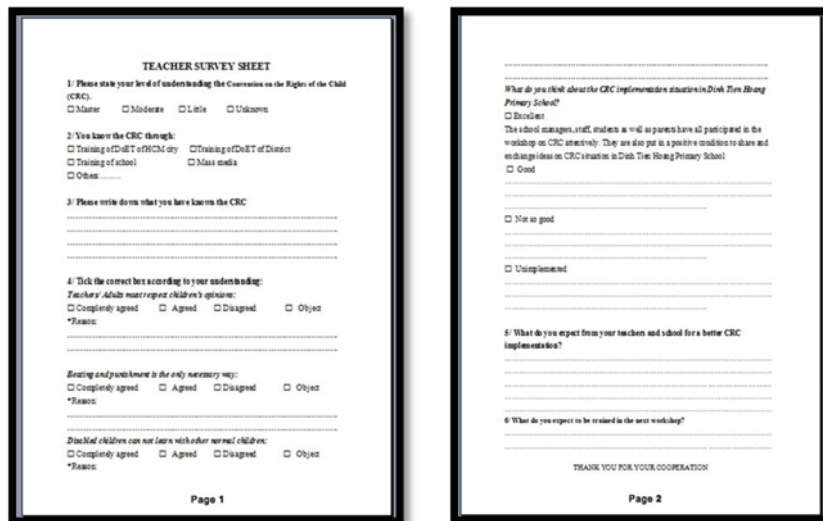 TEACHER SURVEY SHEET
1/ Please state your level of understanding the Convention on the Rights of the Child
(CRC).
☐ Master ☐ Moderate ☐ Little ☐ Unknown
2/ You know the CRC through:
☐ Training of DoET of HCM city ☐ Training of DoET of District
☐ Training of school ☐ Mass media
☐ Others:.........
3/ Please write down what you have known the CRC
4/ Tick the correct box according to your understanding:
Teachers/ Adults must respect children's opinions:
☐ Completely agreed ☐ Agreed ☐ Disagreed ☐ Object
*Reason:
Beating and punishment is the only necessary way:
☐ Completely agreed ☐ Agreed ☐ Disagreed ☐ Object
*Reason:
Disabled children can not learn with other normal children:
☐ Completely agreed ☐ Agreed ☐ Disagreed ☐ Object
*Reason:
Page 1
What do you think about the CRC implementation situation in Dinh Tien Hoang
Primary School?
☐ Excellent
The school managers, staff, students as well as parents have all participated in the
workshop on CRC attentively. They are also put in a positive condition to share and
exchange ideas on CRC situation in Dinh Tien Hoang Primary School
☐ Good
☐ Not so good
☐ Unimplemented
5/ What do you expect from your teachers and school for a better CRC
implementation?
6/ What do you expect to be trained in the next workshop?
THANK YOU FOR YOUR COOPERATION
Page 2